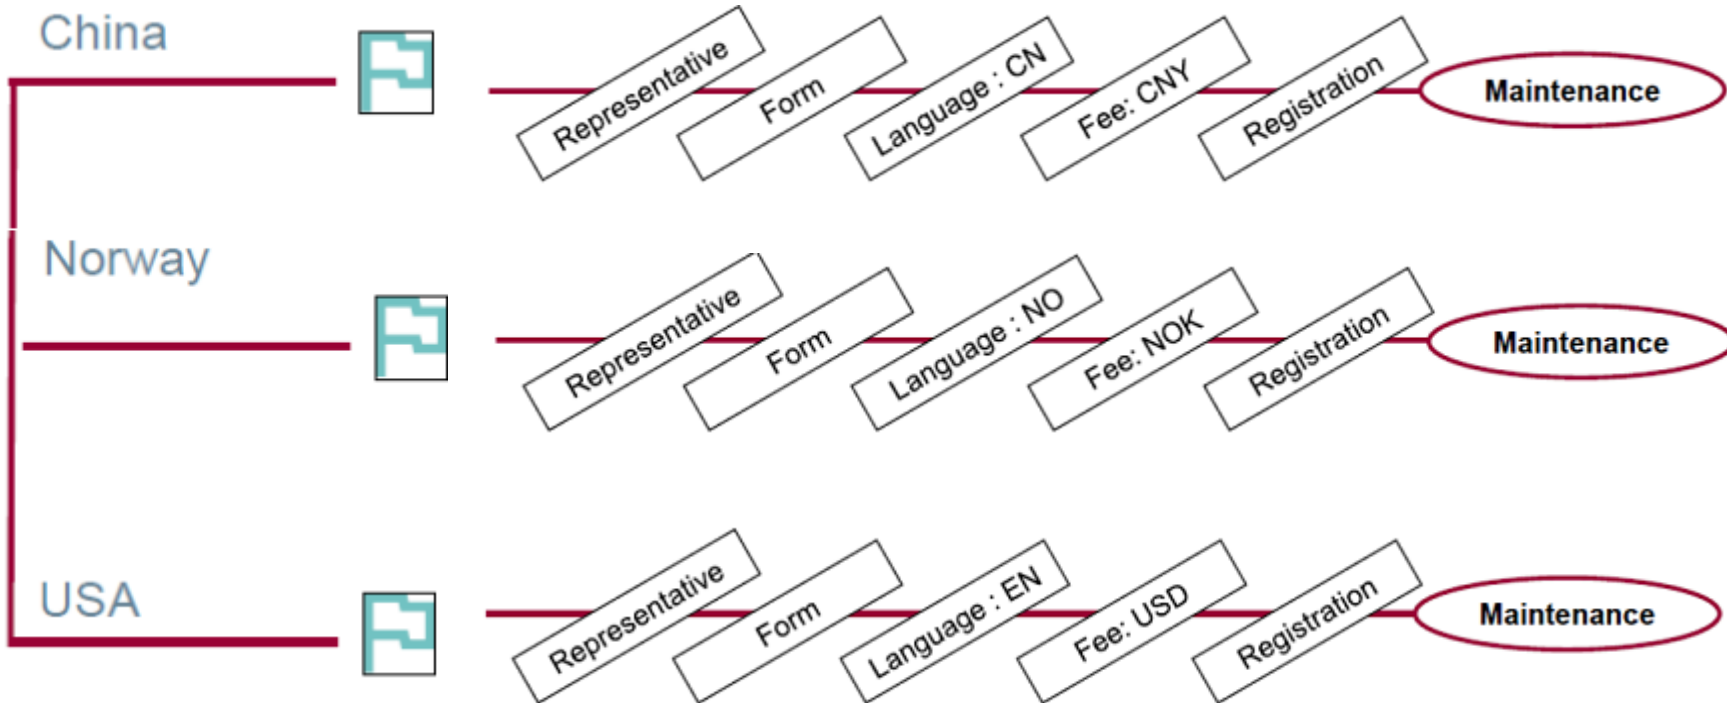 China
Representative
Form
Language : CN
Fee: CNY
Registration
Maintenance
Norway
Representative
Form
Language : NO
Fee: NOK
Registration
Maintenance
USA
Representative
Form
Language : EN
Fee: USD
Registration
Maintenance